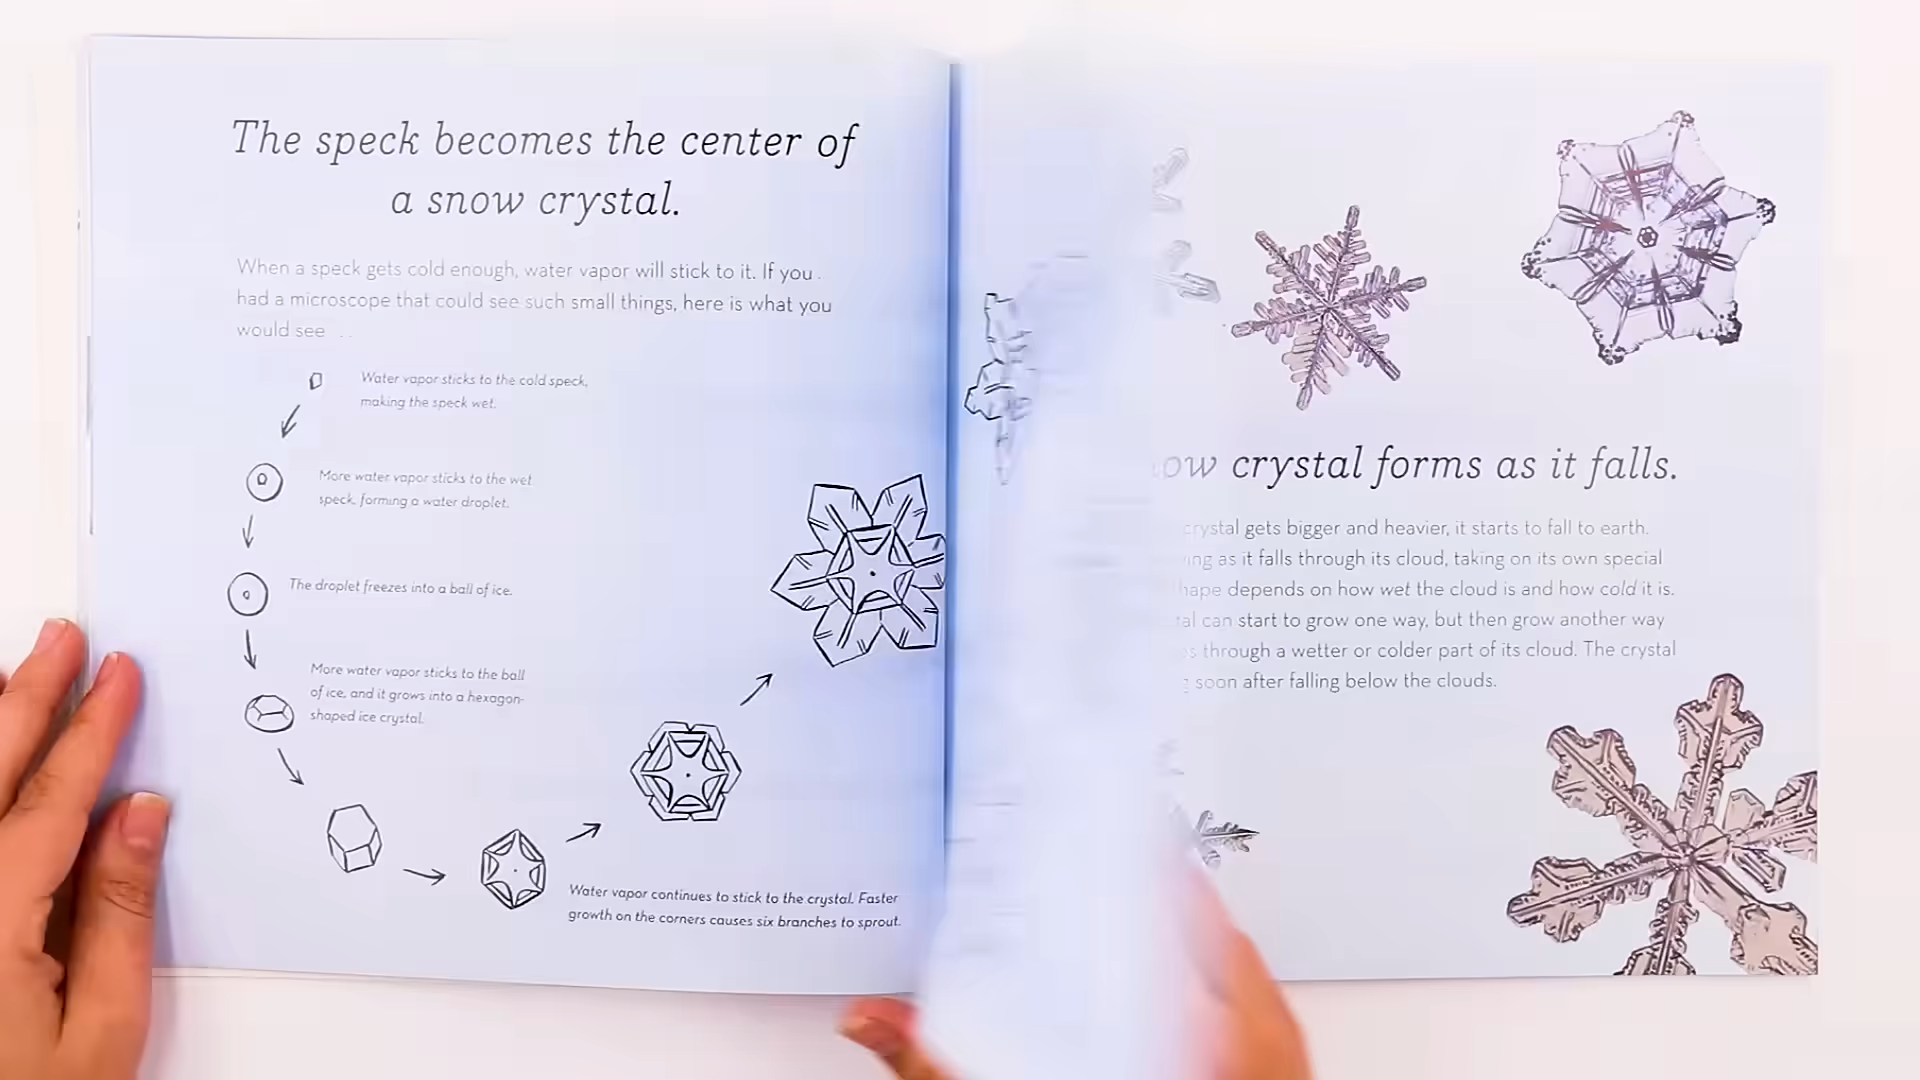 The speck becomes the center of
a snow crystal.
When a speck gets cold enough, water vapor will stick to it. If you
had a microscope that could see such small things, here is what you
would see . . .
Water vapor sticks to the cold speck,
making the speck wet.
More water vapor sticks to the wet
speck, forming a water droplet.
The droplet freezes into a ball of ice.
More water vapor sticks to the ball
of ice, and it grows into a hexagon-
shaped ice crystal.
Water vapor continues to stick to the crystal. Faster
growth on the corners causes six branches to sprout.
crystal forms as it falls.
crystal gets bigger and heavier, it starts to fall to earth.
as it falls through its cloud, taking on its own special
depends on how wet the cloud is and how cold it is.
can start to grow one way, but then grow another way
through a wetter or colder part of its cloud. The crystal
soon after falling below the clouds.